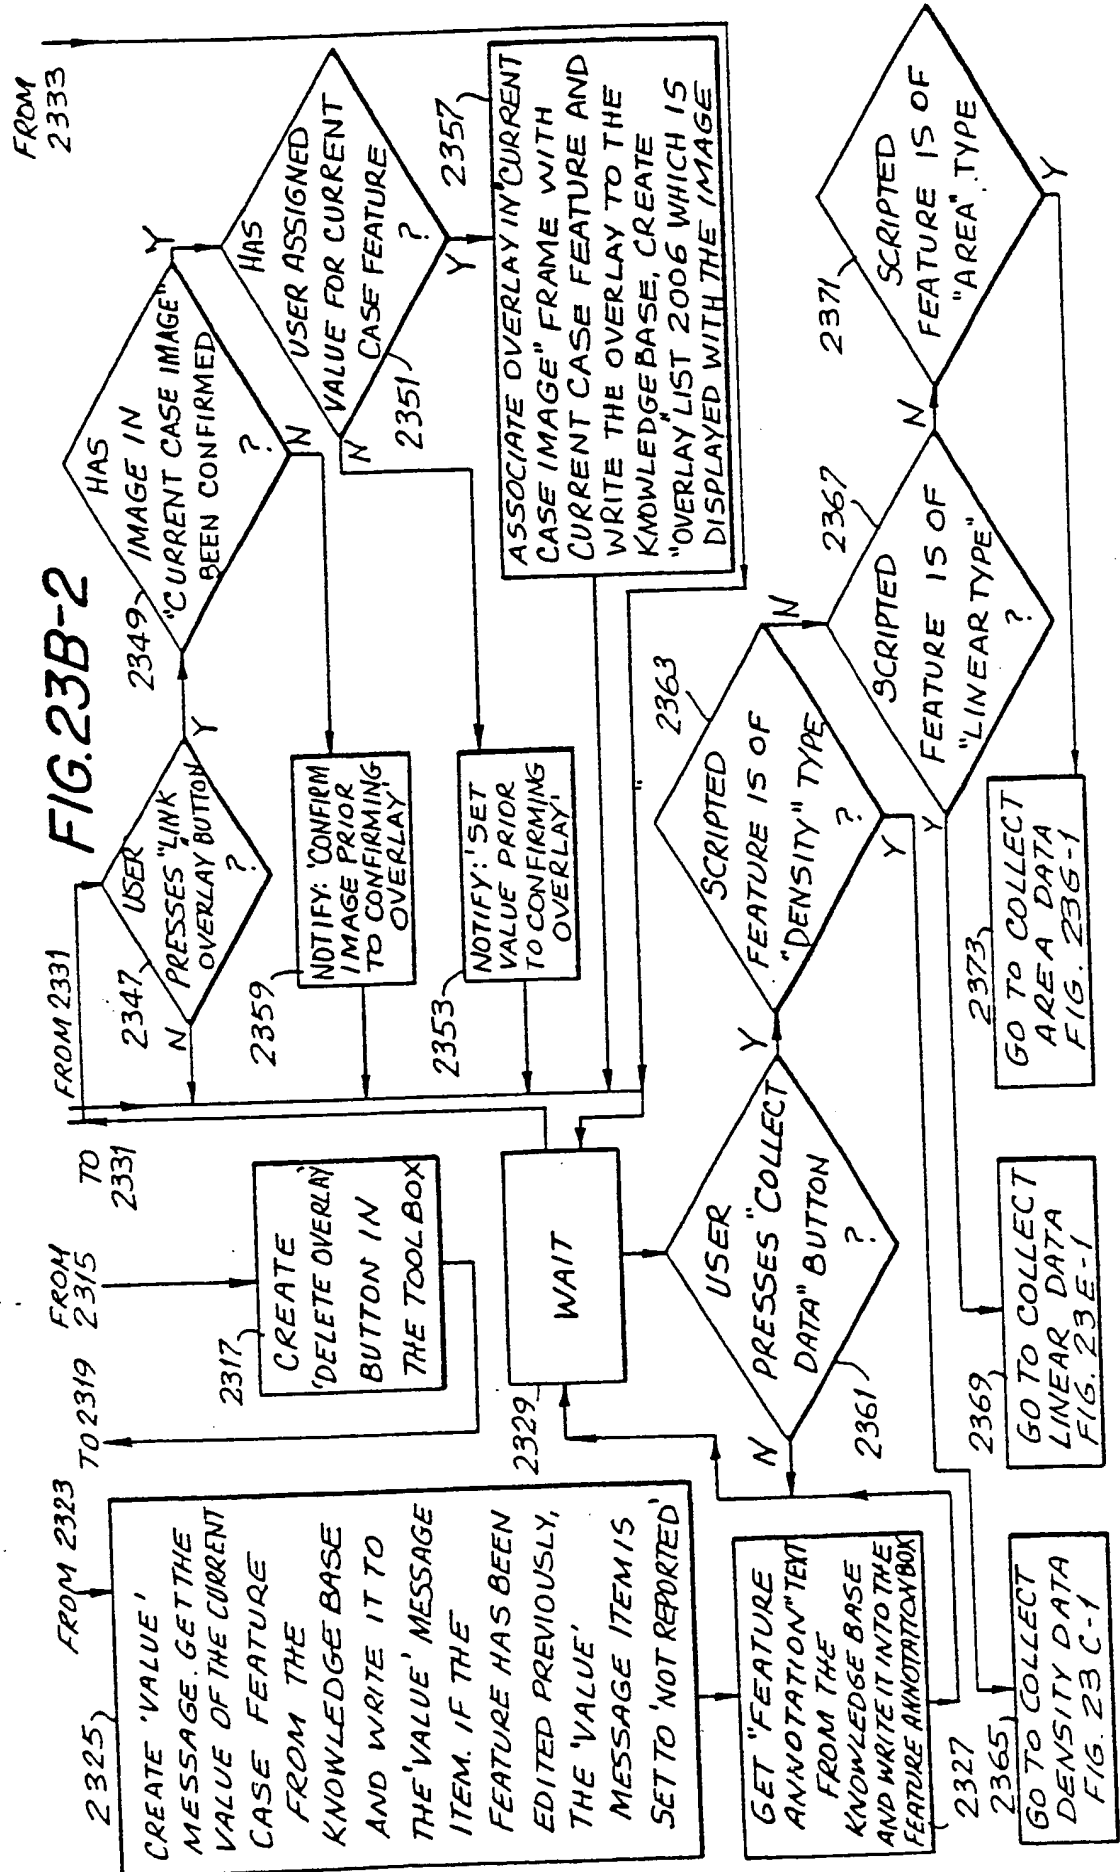 FIG.23B-2
FROM 2323
2325
CREATE 'VALUE'
MESSAGE. GET THE
VALUE OF THE CURRENT
CASE FEATURE
FROM THE
KNOWLEDGE BASE
AND WRITE IT TO
THE 'VALUE' MESSAGE
ITEM. IF THE
FEATURE HAS BEEN
EDITED PREVIOUSLY,
THE 'VALUE'
MESSAGE ITEM IS
SET TO 'NOT REPORTED'
GET "FEATURE
ANNOTATION" TEXT
FROM THE
KNOWLEDGE BASE
AND WRITE IT INTO THE
FEATURE ANNOTATION BOX
2327
2365
GO TO COLLECT
DENSITY DATA
FIG. 23 C-1
TO 2319
FROM
2315
2317
CREATE
'DELETE OVERLAY'
BUTTON IN
THE TOOL BOX
TO
2331
FROM 2331
2329
WAIT
2347
USER
PRESSES "LINK
OVERLAY BUTTON
?
N
Y
2349
HAS
IMAGE IN
"CURRENT CASE IMAGE"
BEEN CONFIRMED
?
N
Y
HAS
USER ASSIGNED
VALUE FOR CURRENT
CASE FEATURE
?
2351
N
Y
FROM
2333
2359
NOTIFY: 'CONFIRM
IMAGE PRIOR
TO CONFIRMING
OVERLAY'
2353
NOTIFY: 'SET
VALUE PRIOR
TO CONFIRMING
OVERLAY'
2357
ASSOCIATE OVERLAY IN "CURRENT
CASE IMAGE" FRAME WITH
CURRENT CASE FEATURE AND
WRITE THE OVERLAY TO THE
KNOWLEDGE BASE, CREATE
"OVERLAY" LIST 2006 WHICH IS
DISPLAYED WITH THE IMAGE
USER
PRESSES "COLLECT
DATA" BUTTON
?
2361
N
Y
2363
SCRIPTED
FEATURE IS OF
"DENSITY" TYPE
?
Y
N
2367
SCRIPTED
FEATURE IS OF
"LINEAR TYPE"
?
Y
N
2371
SCRIPTED
FEATURE IS OF
"AREA". TYPE
Y
2369
GO TO COLLECT
LINEAR DATA
FIG. 23 E-1
2373
GO TO COLLECT
AREA DATA
FIG. 23G-1